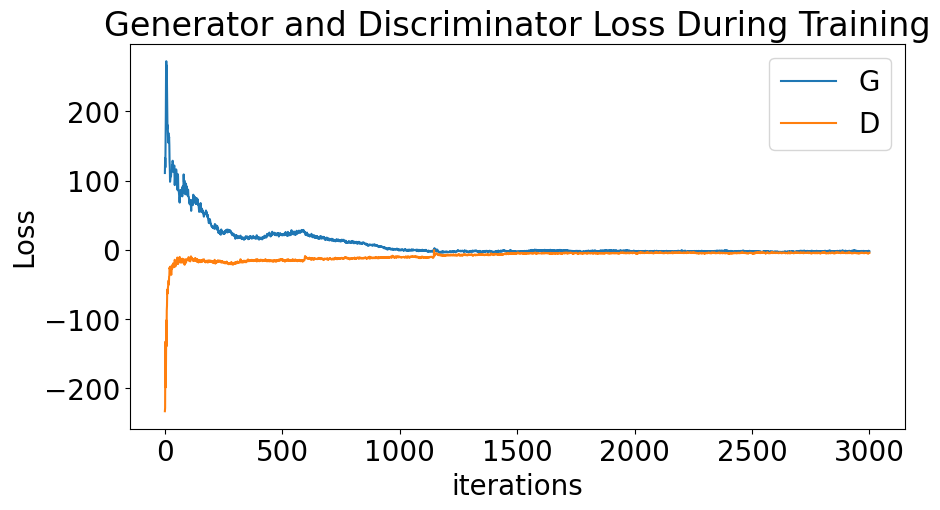 Generator and Discriminator Loss During Training
G
D
200
100
0
−100
−200
Loss
0 500 1000 1500 2000 2500 3000
iterations